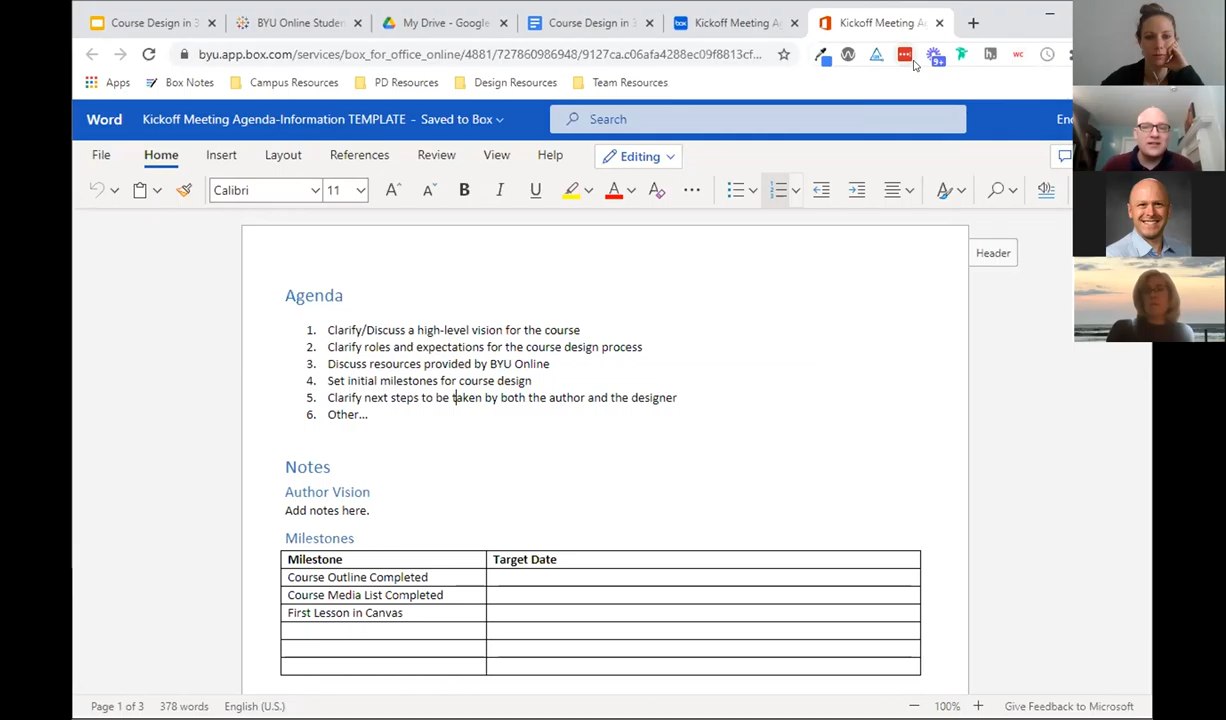 Course Design in 3
BYU Online Studen
My Drive - Google
Course Design in 3
box
Kickoff Meeting Ag
Kickoff Meeting Ag
byu.app.box.com/services/box_for_office_online/4881/727860986948/9127ca.c06afa4288ec09f8813cf...
9+
h.
wc
Apps
Box Notes
Campus Resources
PD Resources
Design Resources
Team Resources
Word
Kickoff Meeting Agenda-Information TEMPLATE - Saved to Box
Search
File
Home
Insert
Layout
References
Review
View
Help
Editing
Calibri
11
A^
A
B
I
U
A
Header
Agenda
1. Clarify/Discuss a high-level vision for the course
2. Clarify roles and expectations for the course design process
3. Discuss resources provided by BYU Online
4. Set initial milestones for course design
5. Clarify next steps to be taken by both the author and the designer
6. Other...
Notes
Author Vision
Add notes here.
Milestones
Milestone Target Date
Course Outline Completed
Course Media List Completed
First Lesson in Canvas
Page 1 of 3
378 words
English (U.S.)
100%
Give Feedback to Microsoft